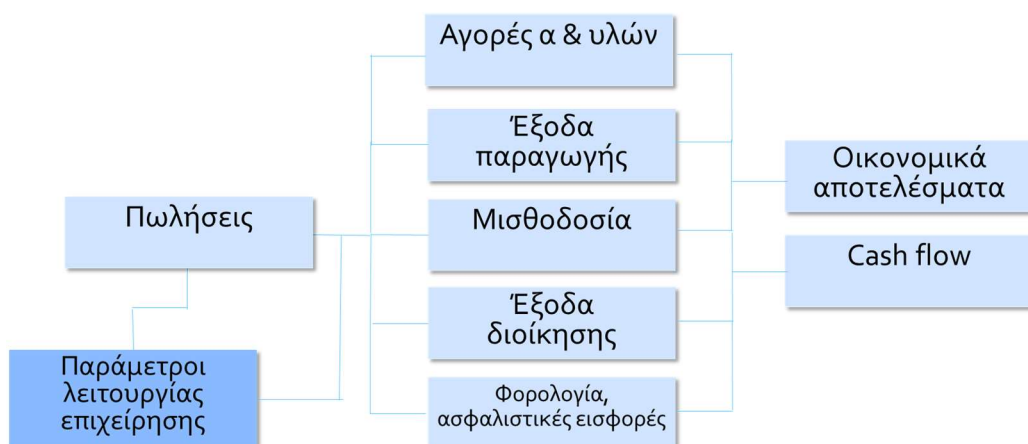 Αγορές α & υλών
Έξοδα
παραγωγής
Οικονομικά
αποτελέσματα
Πωλήσεις
Μισθοδοσία
Cash flow
Έξοδα
διοίκησης
Παράμετροι
λειτουργίας
επιχείρησης
Φορολογία,
ασφαλιστικές εισφορές